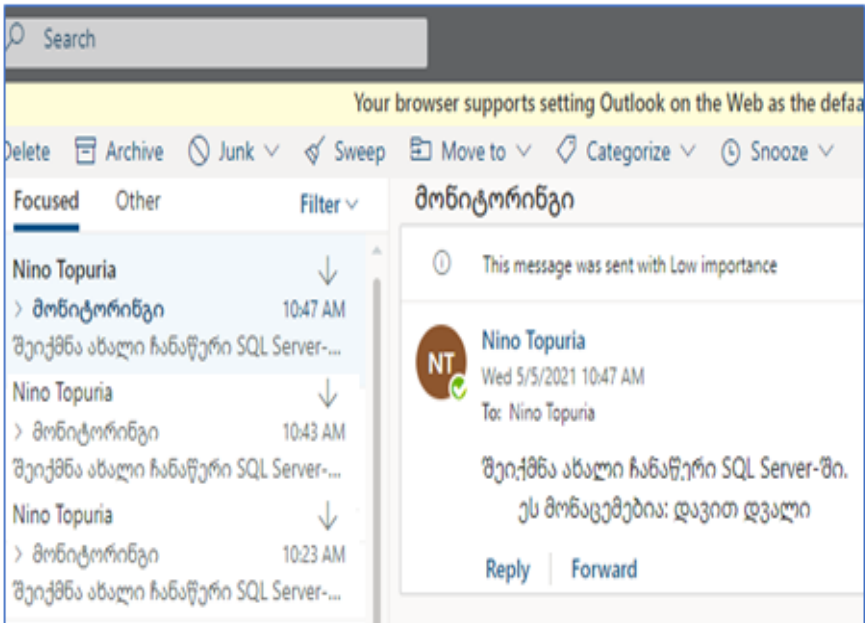 Search
Your browser supports setting Outlook on the Web as the defaa
Delete Archive Junk Sweep Move to Categorize Snooze
Focused Other Filter
მონიტორინგი
This message was sent with Low importance
Nino Topuria
მონიტორინგი 10:47 AM
შეიქმნა ახალი ჩანაწერი SQL Server-...
Nino Topuria
მონიტორინგი 10:43 AM
შეიქმნა ახალი ჩანაწერი SQL Server-...
Nino Topuria
მონიტორინგი 10:23 AM
შეიქმნა ახალი ჩანაწერი SQL Server-...
NT
Nino Topuria
Wed 5/5/2021 10:47 AM
To: Nino Topuria
შეიქმნა ახალი ჩანაწერი SQL Server-ში.
ეს მონაცემებია: დავით დვალი
Reply Forward